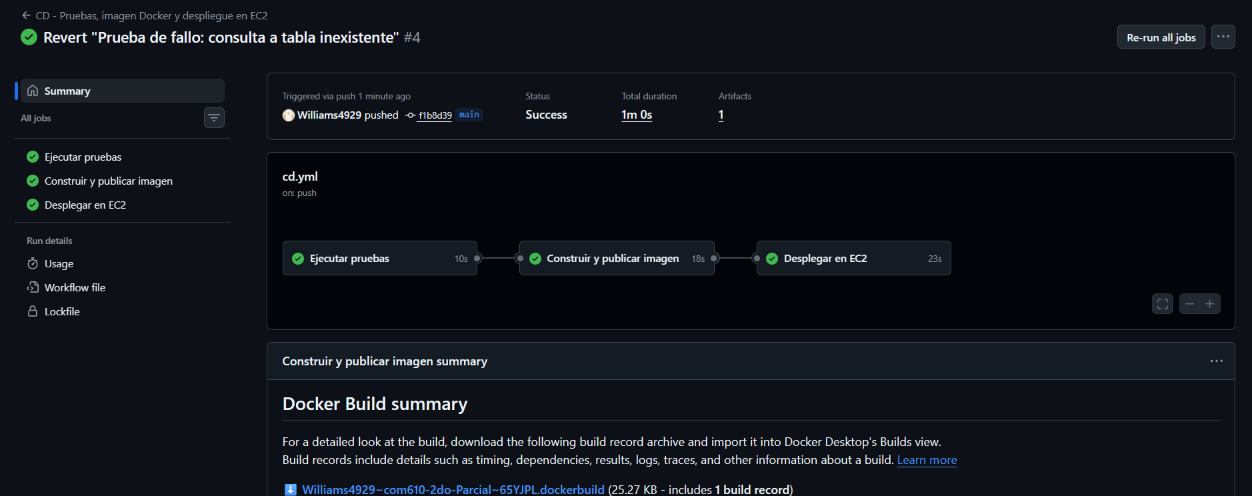 ← CD - Pruebas, imagen Docker y despliegue en EC2
Revert "Prueba de fallo: consulta a tabla inexistente" #4
Re-run all jobs
Summary
All jobs
Ejecutar pruebas
Construir y publicar imagen
Desplegar en EC2
Run details
Usage
Workflow file
Lockfile
Triggered via push 1 minute ago
Williams4929 pushed f1b8d39 main
Status
Success
Total duration
1m 0s
Artifacts
1
cd.yml
on: push
Ejecutar pruebas 10s
Construir y publicar imagen 18s
Desplegar en EC2 23s
Construir y publicar imagen summary
Docker Build summary
For a detailed look at the build, download the following build record archive and import it into Docker Desktop's Builds view.
Build records include details such as timing, dependencies, results, logs, traces, and other information about a build. Learn more
Williams4929~com610-2do-Parcial~65YJPL.dockerbuild (25.27 KB - includes 1 build record)